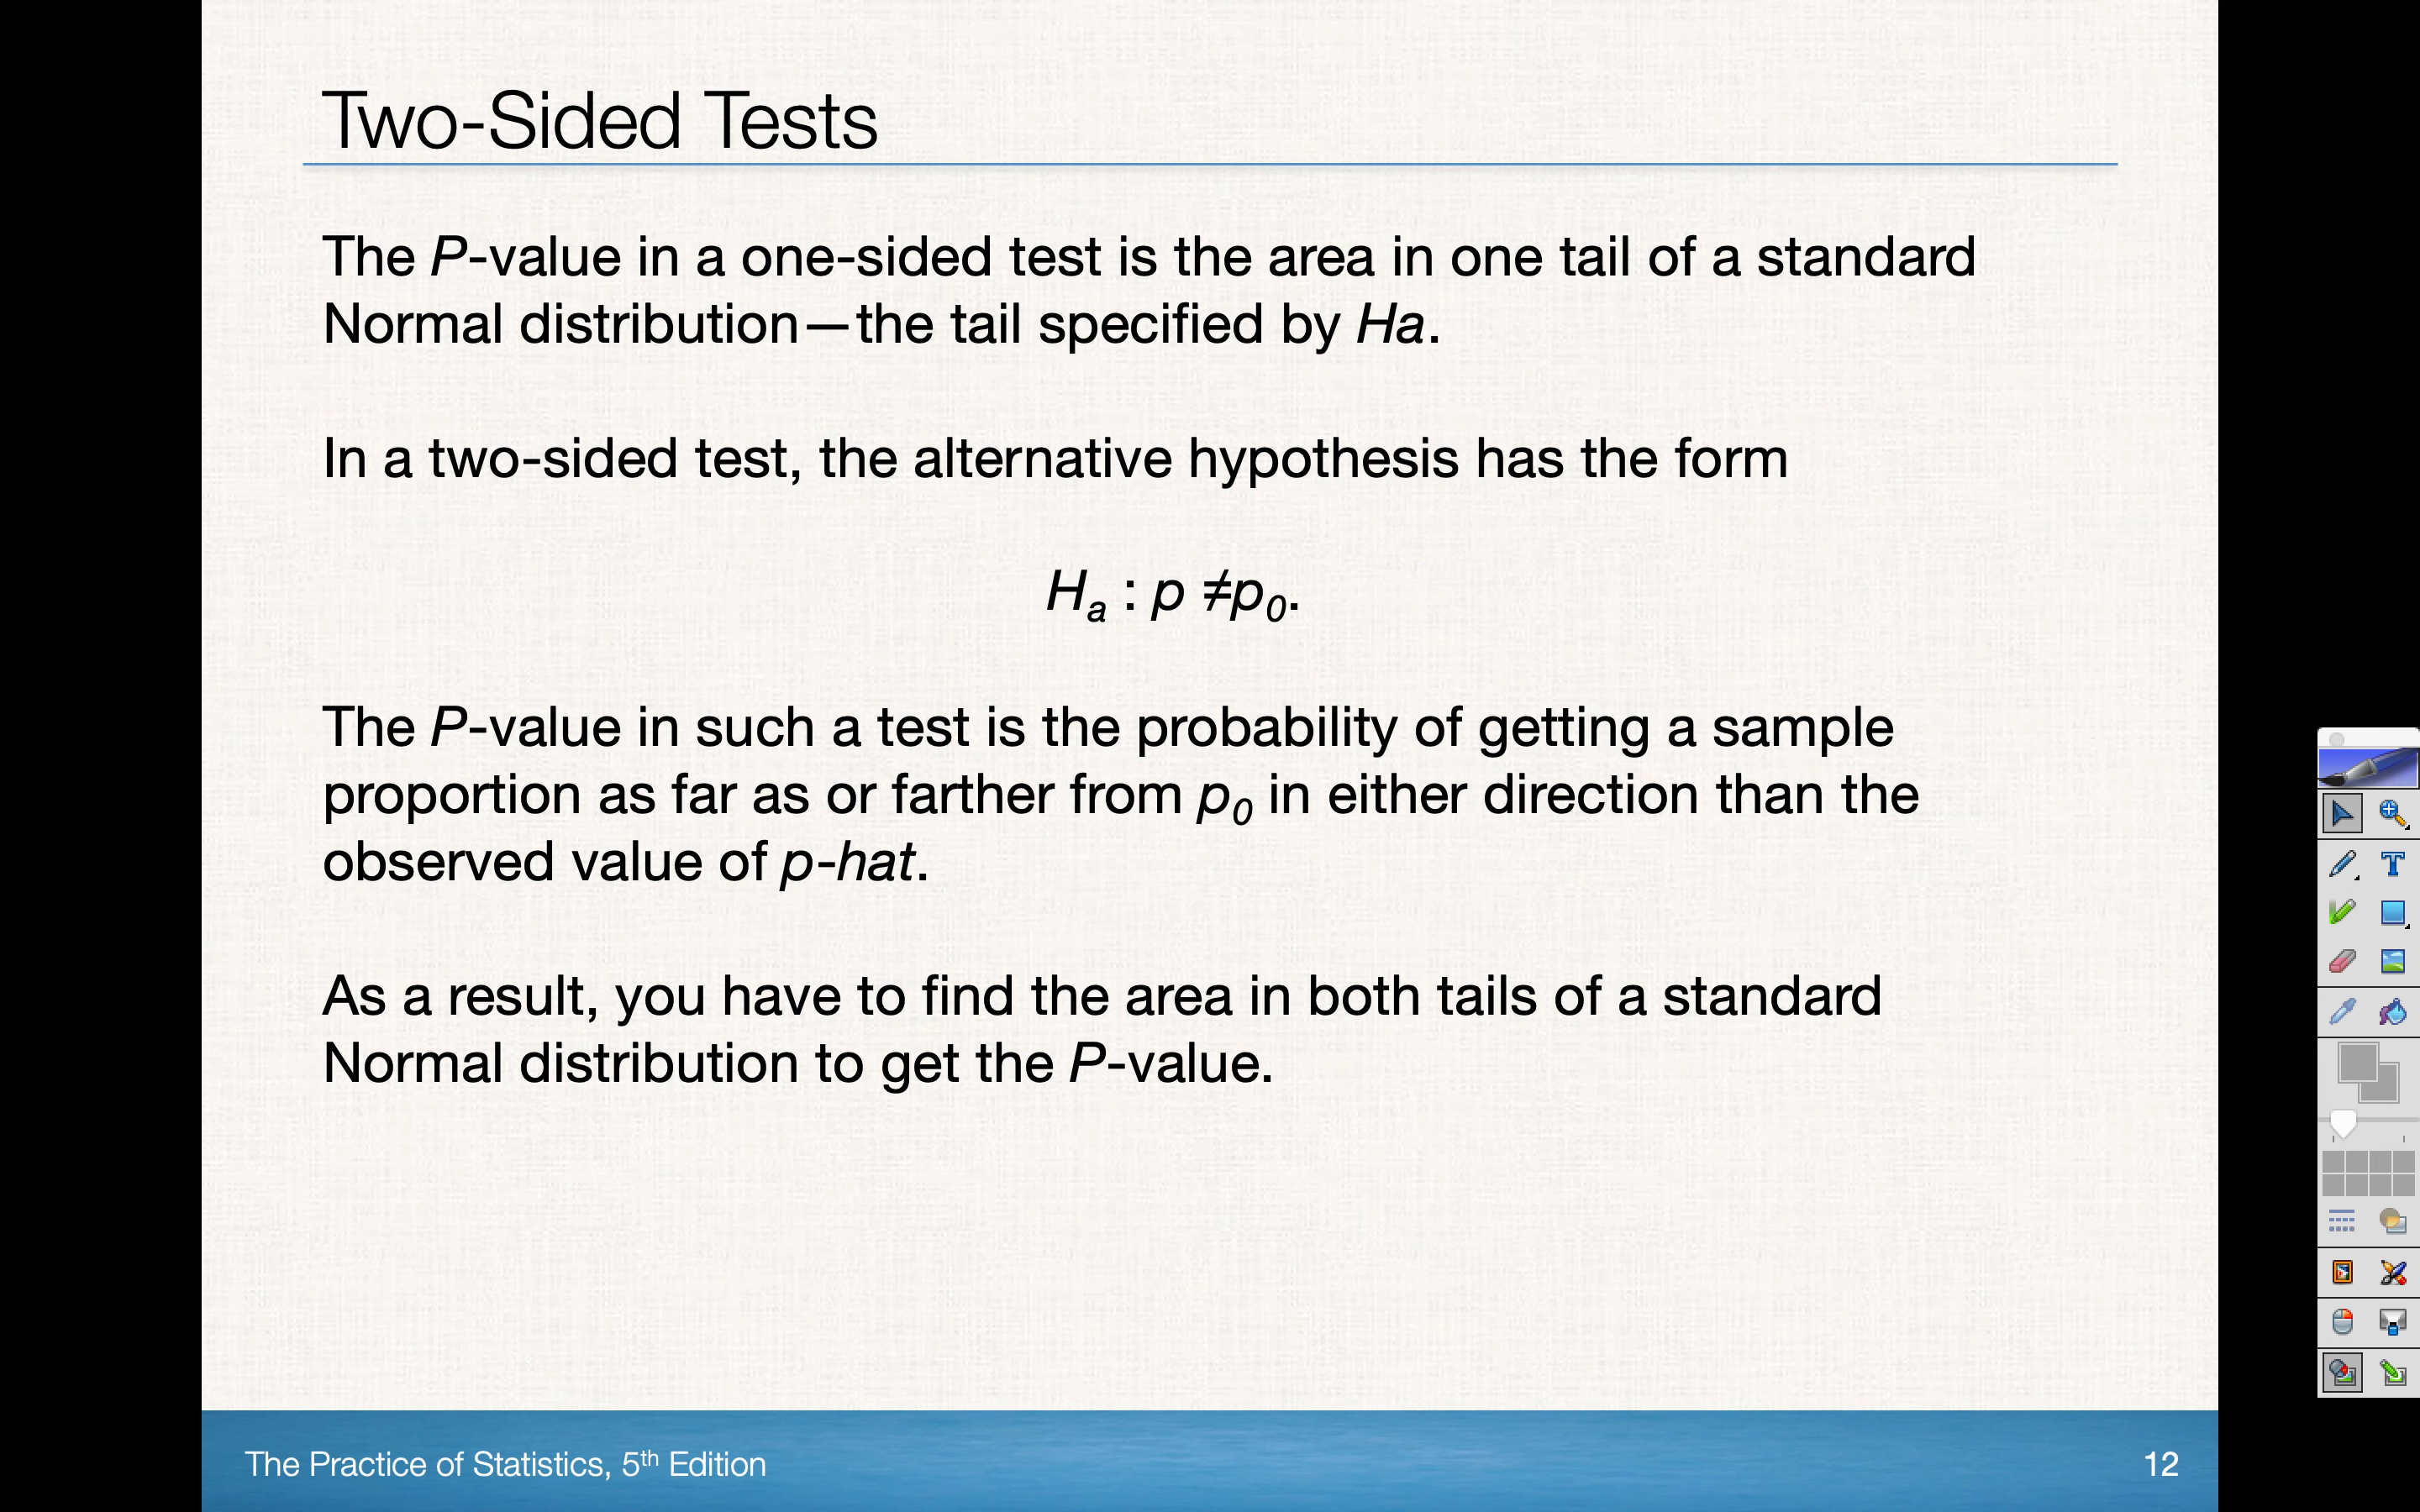 Two-Sided Tests
The P-value in a one-sided test is the area in one tail of a standard
Normal distribution—the tail specified by Ha.
In a two-sided test, the alternative hypothesis has the form
Hₐ : p ≠p₀.
The P-value in such a test is the probability of getting a sample
proportion as far as or farther from p₀ in either direction than the
observed value of p-hat.
As a result, you have to find the area in both tails of a standard
Normal distribution to get the P-value.
The Practice of Statistics, 5th Edition
12